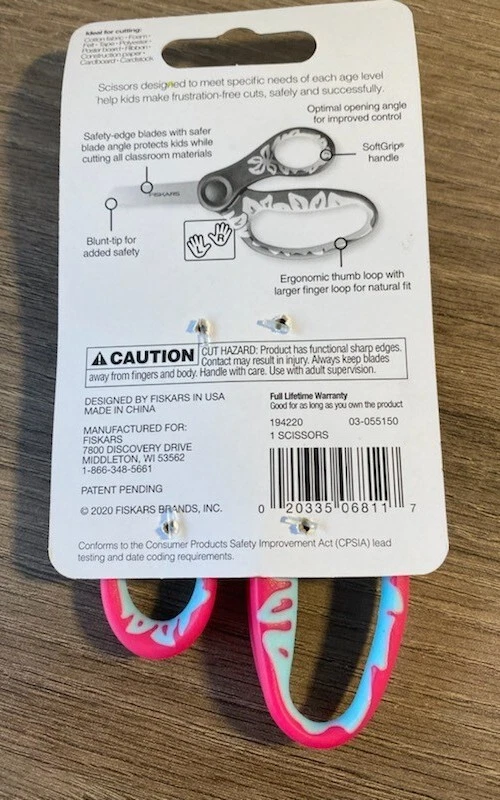 Ideal for cutting:
Cotton fabric • Foam •
Felt • Tape • Polyester •
Poster board • Ribbon •
Construction paper •
Cardboard • Cardstock
Scissors designed to meet specific needs of each age level
help kids make frustration-free cuts, safely and successfully.
Optimal opening angle
for improved control
Safety-edge blades with safer
blade angle protects kids while
cutting all classroom materials
SoftGrip®
handle
FISKARS
L R
Blunt-tip for
added safety
Ergonomic thumb loop with
larger finger loop for natural fit
CAUTION CUT HAZARD: Product has functional sharp edges.
Contact may result in injury. Always keep blades
away from fingers and body. Handle with care. Use with adult supervision.
DESIGNED BY FISKARS IN USA
MADE IN CHINA
MANUFACTURED FOR:
FISKARS
7800 DISCOVERY DRIVE
MIDDLETON, WI 53562
1-866-348-5661
PATENT PENDING
© 2020 FISKARS BRANDS, INC.
Full Lifetime Warranty
Good for as long as you own the product
194220 03-055150
1 SCISSORS
0 20335 06811 7
Conforms to the Consumer Products Safety Improvement Act (CPSIA) lead
testing and date coding requirements.